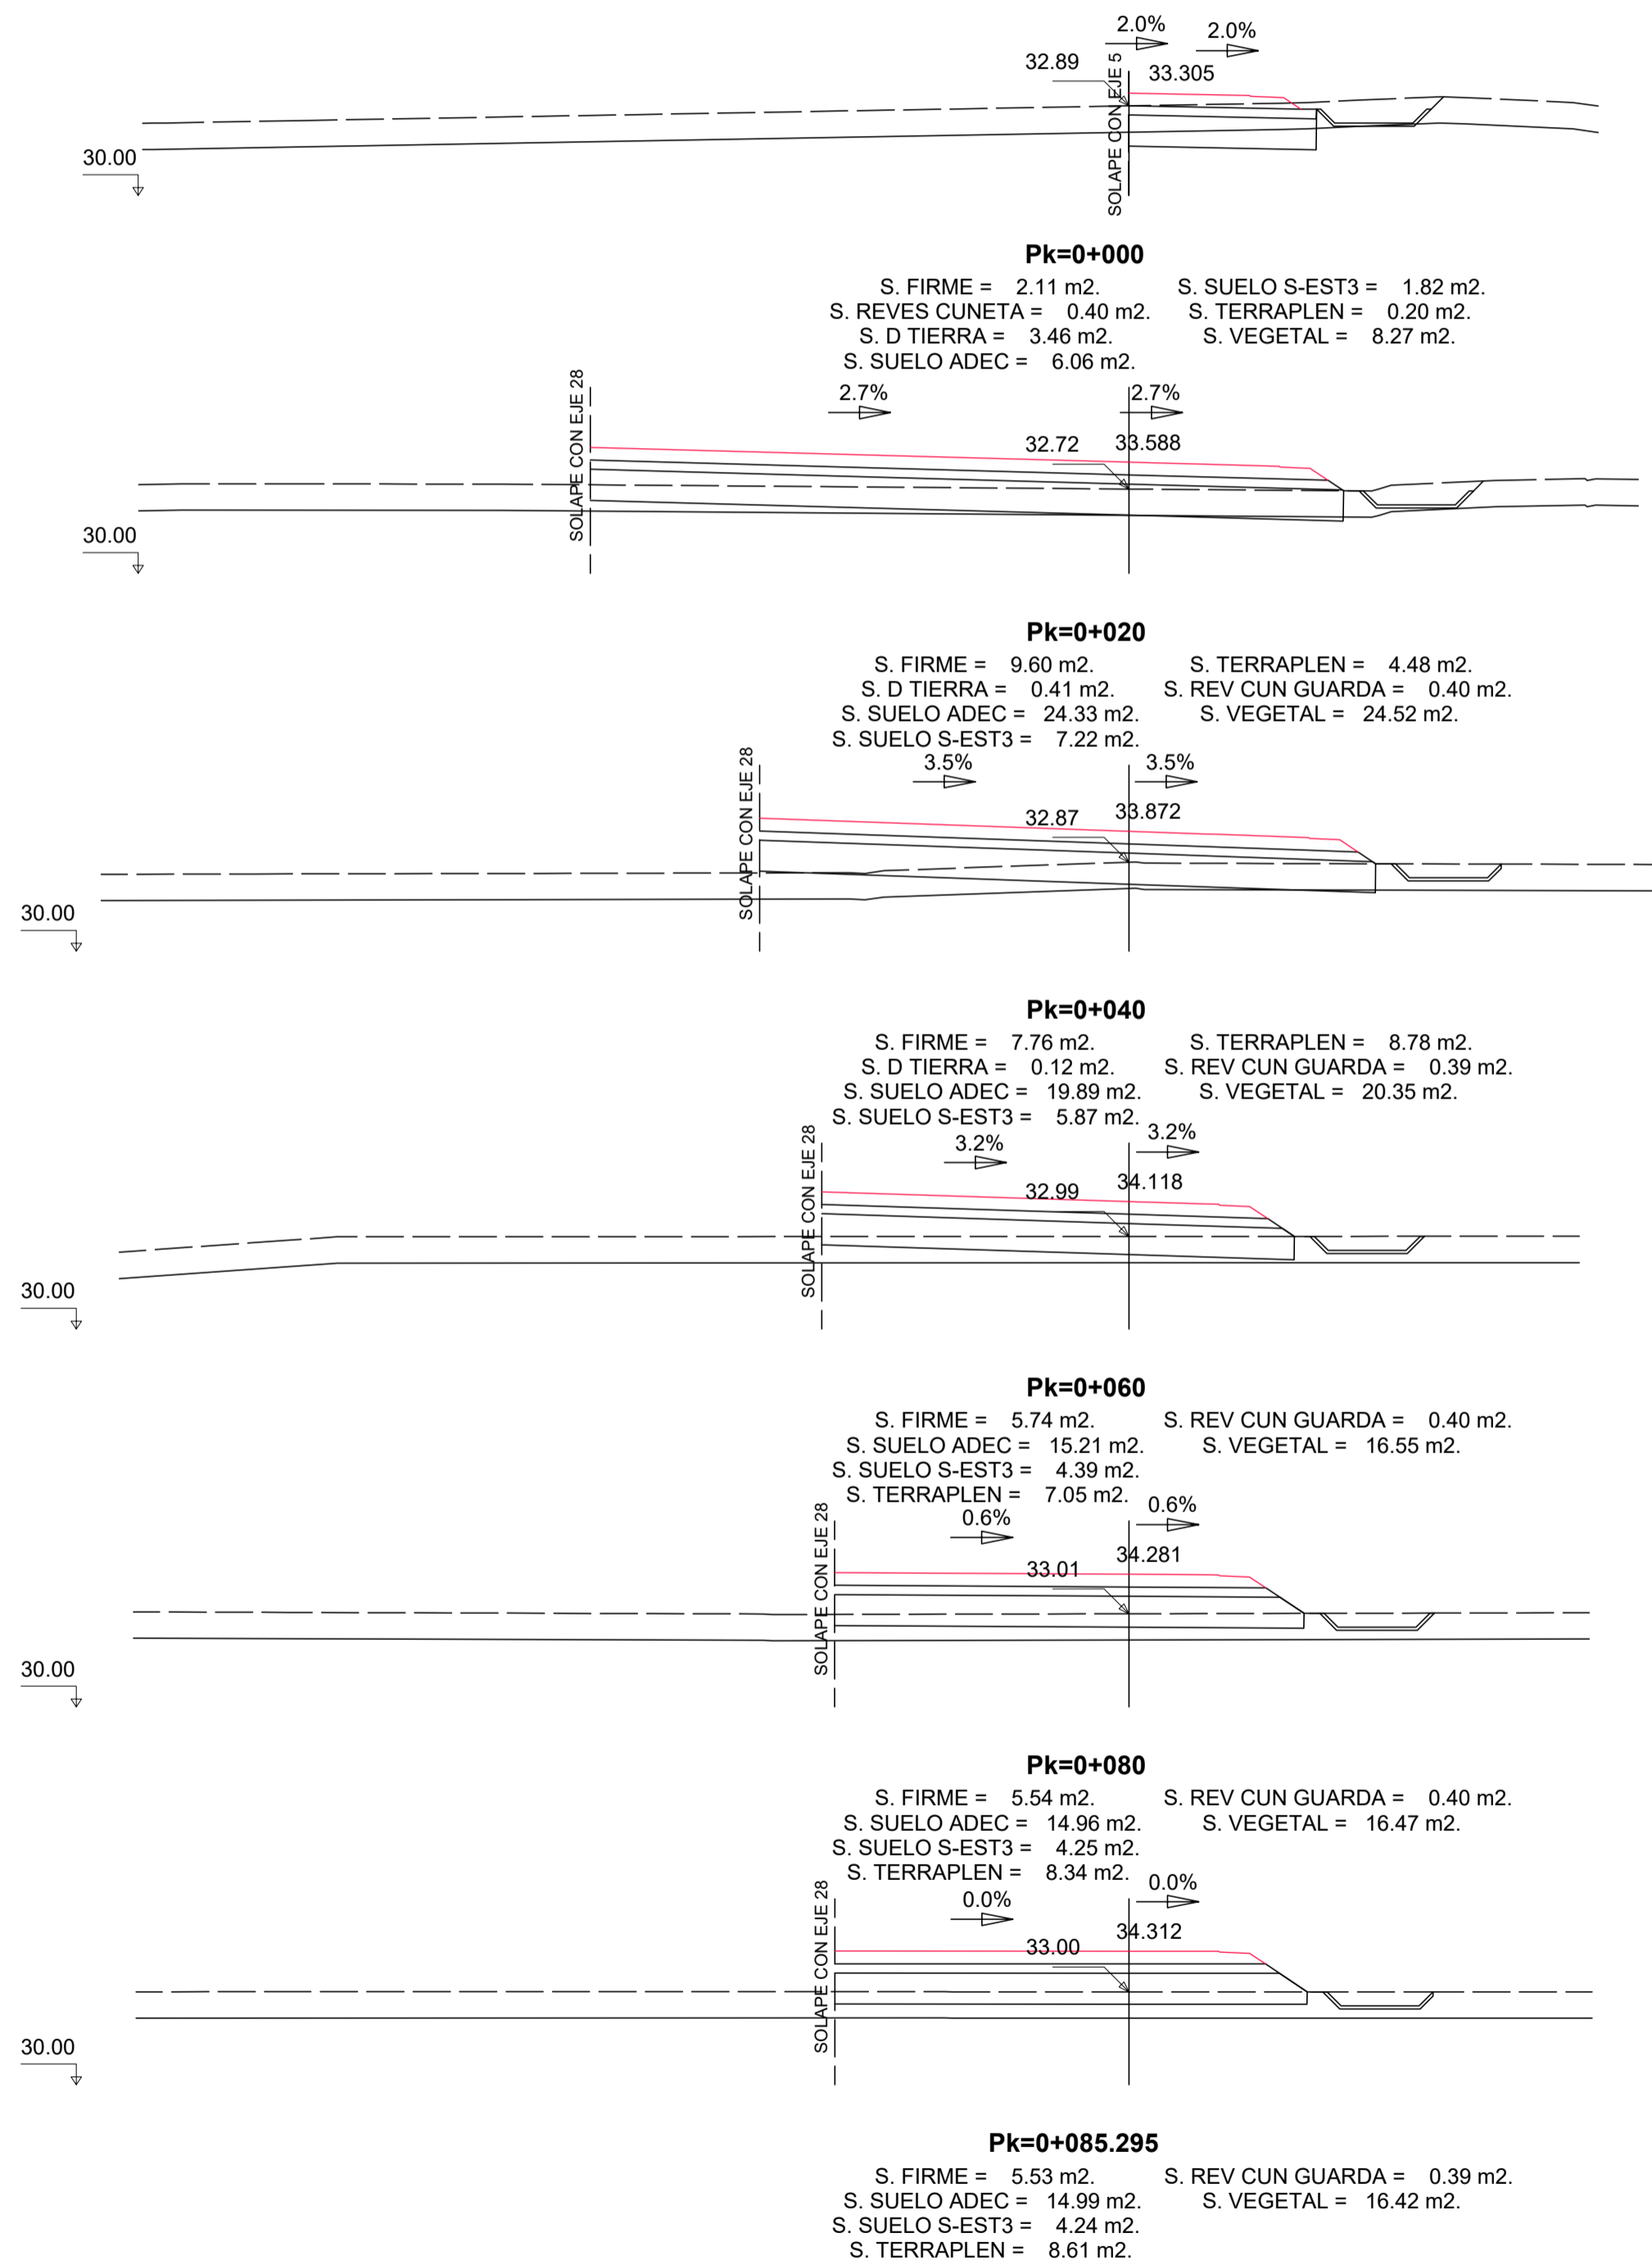 2.0% 2.0%
32.89 33.305
SOLAPE CON EJE 5
30.00
Pk=0+000
S. FIRME = 2.11 m2. S. SUELO S-EST3 = 1.82 m2.
S. REVES CUNETA = 0.40 m2. S. TERRAPLEN = 0.20 m2.
S. D TIERRA = 3.46 m2. S. VEGETAL = 8.27 m2.
S. SUELO ADEC = 6.06 m2.
SOLAPE CON EJE 28
2.7% 2.7%
32.72 33.588
30.00
Pk=0+020
S. FIRME = 9.60 m2. S. TERRAPLEN = 4.48 m2.
S. D TIERRA = 0.41 m2. S. REV CUN GUARDA = 0.40 m2.
S. SUELO ADEC = 24.33 m2. S. VEGETAL = 24.52 m2.
S. SUELO S-EST3 = 7.22 m2.
SOLAPE CON EJE 28
3.5% 3.5%
32.87 33.872
30.00
Pk=0+040
S. FIRME = 7.76 m2. S. TERRAPLEN = 8.78 m2.
S. D TIERRA = 0.12 m2. S. REV CUN GUARDA = 0.39 m2.
S. SUELO ADEC = 19.89 m2. S. VEGETAL = 20.35 m2.
S. SUELO S-EST3 = 5.87 m2.
SOLAPE CON EJE 28
3.2% 3.2%
32.99 34.118
30.00
Pk=0+060
S. FIRME = 5.74 m2. S. REV CUN GUARDA = 0.40 m2.
S. SUELO ADEC = 15.21 m2. S. VEGETAL = 16.55 m2.
S. SUELO S-EST3 = 4.39 m2.
S. TERRAPLEN = 7.05 m2.
SOLAPE CON EJE 28
0.6% 0.6%
33.01 34.281
30.00
Pk=0+080
S. FIRME = 5.54 m2. S. REV CUN GUARDA = 0.40 m2.
S. SUELO ADEC = 14.96 m2. S. VEGETAL = 16.47 m2.
S. SUELO S-EST3 = 4.25 m2.
S. TERRAPLEN = 8.34 m2.
SOLAPE CON EJE 28
0.0% 0.0%
33.00 34.312
30.00
Pk=0+085.295
S. FIRME = 5.53 m2. S. REV CUN GUARDA = 0.39 m2.
S. SUELO ADEC = 14.99 m2. S. VEGETAL = 16.42 m2.
S. SUELO S-EST3 = 4.24 m2.
S. TERRAPLEN = 8.61 m2.